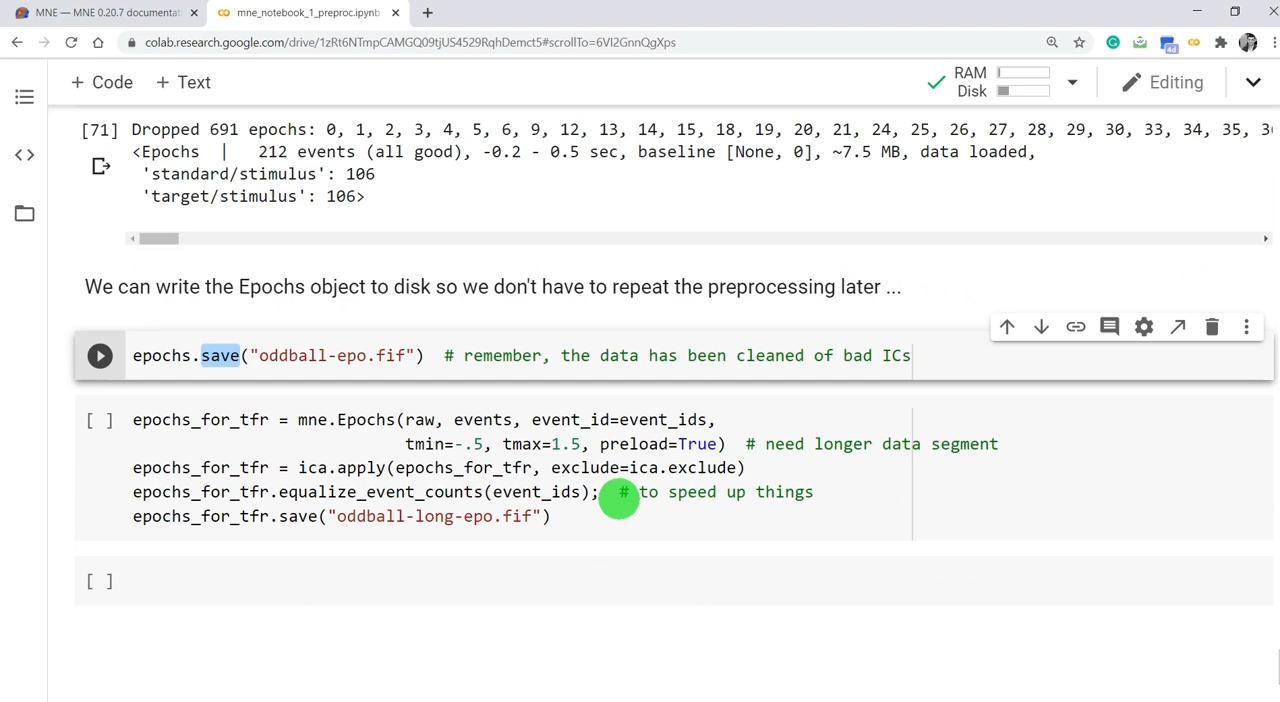 MNE — MNE 0.20.7 documentat
mne_notebook_1_preproc.ipynb
colab.research.google.com/drive/1zRt6NTmpCAMGQ09tjUS4529RqhDemct5#scrollTo=6VI2GnnQgXps
+ Code + Text
RAM
Disk
Editing
[71] Dropped 691 epochs: 0, 1, 2, 3, 4, 5, 6, 9, 12, 13, 14, 15, 18, 19, 20, 21, 24, 25, 26, 27, 28, 29, 30, 33, 34, 35, 3
<Epochs | 212 events (all good), -0.2 - 0.5 sec, baseline [None, 0], ~7.5 MB, data loaded,
'standard/stimulus': 106
'target/stimulus': 106>
We can write the Epochs object to disk so we don't have to repeat the preprocessing later ...
epochs.save("oddball-epo.fif") # remember, the data has been cleaned of bad ICs
[ ] epochs_for_tfr = mne.Epochs(raw, events, event_id=event_ids,
tmin=-.5, tmax=1.5, preload=True) # need longer data segment
epochs_for_tfr = ica.apply(epochs_for_tfr, exclude=ica.exclude)
epochs_for_tfr.equalize_event_counts(event_ids); # to speed up things
epochs_for_tfr.save("oddball-long-epo.fif")
[ ]